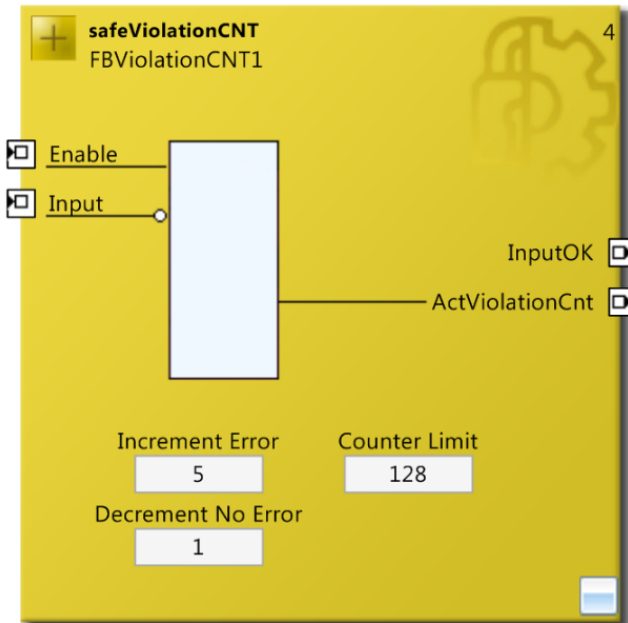 safeViolationCNT
4
FBViolationCNT1
Enable
Input
InputOK
ActViolationCnt
Increment Error
Counter Limit
5
128
Decrement No Error
1